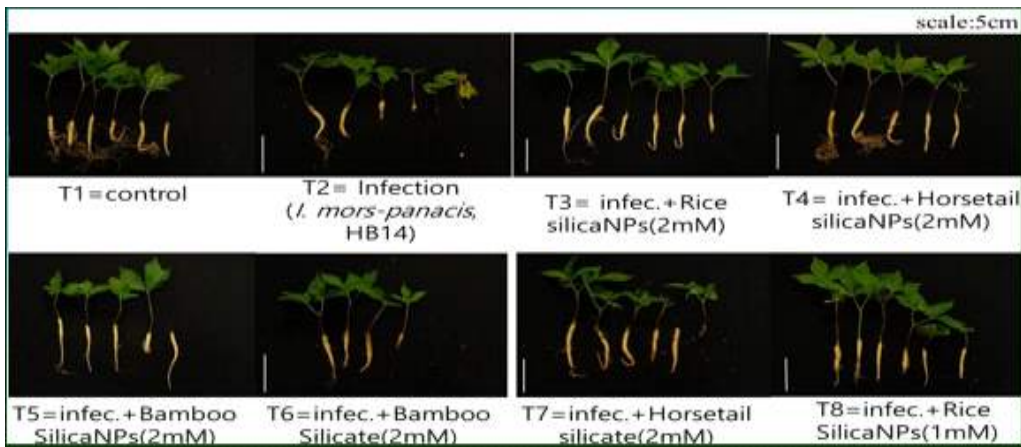 scale:5cm
T1=control
T2= Infection
(I. mors-panacis,
HB14)
T3= infec.+Rice
silicaNPs(2mM)
T4= infec.+Horsetail
silicaNPs(2mM)
T5=infec.+Bamboo
SilicaNPs(2mM)
T6=infec.+Bamboo
Silicate(2mM)
T7=infec.+Horsetail
silicate(2mM)
T8=infec.+Rice
SilicaNPs(1mM)